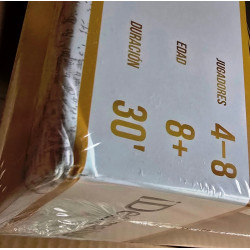 JUGADORES
4–8
EDAD
8+
DURACIÓN
30'